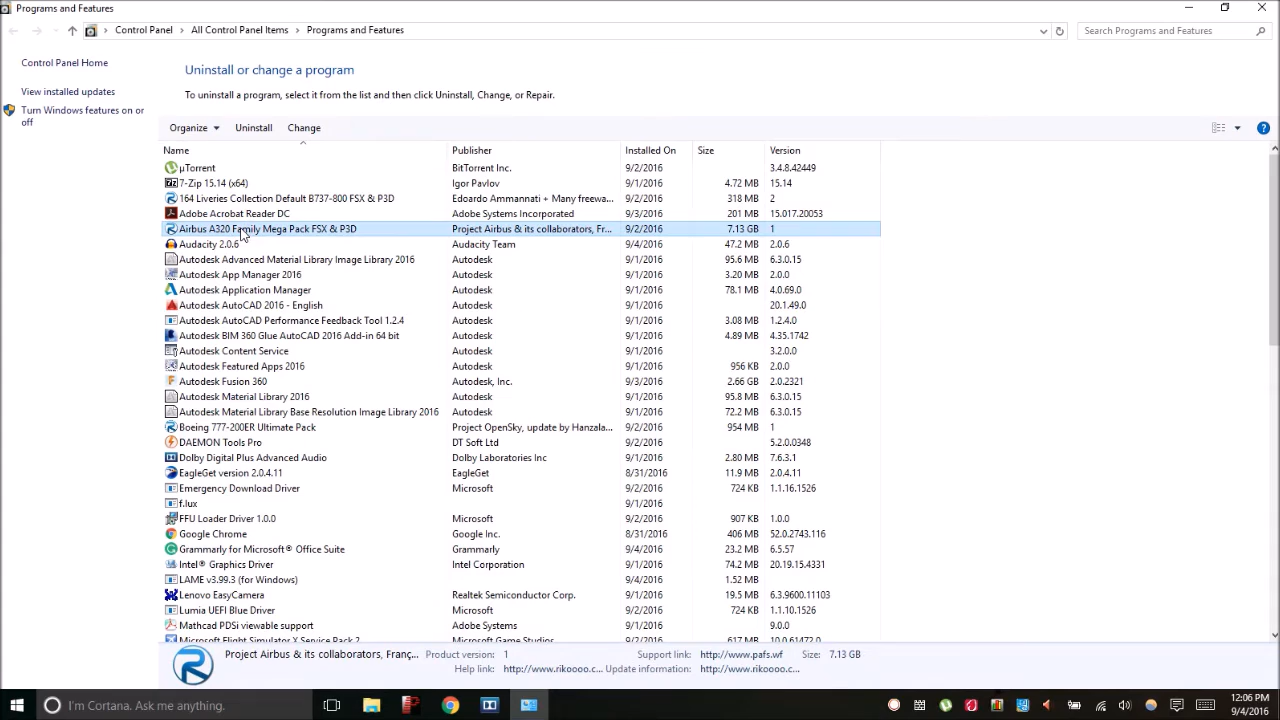 Programs and Features
Control Panel > All Control Panel Items > Programs and Features
Search Programs and Features
Control Panel Home
View installed updates
Turn Windows features on or
off
Uninstall or change a program
To uninstall a program, select it from the list and then click Uninstall, Change, or Repair.
Organize Uninstall Change
Name Publisher Installed On Size Version
µTorrent BitTorrent Inc. 9/2/2016 3.4.8.42449
7-Zip 15.14 (x64) Igor Pavlov 9/1/2016 4.72 MB 15.14
164 Liveries Collection Default B737-800 FSX & P3D Edoardo Ammannati + Many freewa... 9/2/2016 318 MB 2
Adobe Acrobat Reader DC Adobe Systems Incorporated 9/3/2016 201 MB 15.017.20053
Airbus A320 Family Mega Pack FSX & P3D Project Airbus & its collaborators, Fr... 9/2/2016 7.13 GB 1
Audacity 2.0.6 Audacity Team 9/4/2016 47.2 MB 2.0.6
Autodesk Advanced Material Library Image Library 2016 Autodesk 9/1/2016 95.6 MB 6.3.0.15
Autodesk App Manager 2016 Autodesk 9/1/2016 3.20 MB 2.0.0
Autodesk Application Manager Autodesk 9/1/2016 78.1 MB 4.0.69.0
Autodesk AutoCAD 2016 - English Autodesk 9/1/2016 20.1.49.0
Autodesk AutoCAD Performance Feedback Tool 1.2.4 Autodesk 9/1/2016 3.08 MB 1.2.4.0
Autodesk BIM 360 Glue AutoCAD 2016 Add-in 64 bit Autodesk 9/1/2016 4.89 MB 4.35.1742
Autodesk Content Service Autodesk 9/1/2016 3.2.0.0
Autodesk Featured Apps 2016 Autodesk 9/1/2016 956 KB 2.0.0
Autodesk Fusion 360 Autodesk, Inc. 9/3/2016 2.66 GB 2.0.2321
Autodesk Material Library 2016 Autodesk 9/1/2016 95.8 MB 6.3.0.15
Autodesk Material Library Base Resolution Image Library 2016 Autodesk 9/1/2016 72.2 MB 6.3.0.15
Boeing 777-200ER Ultimate Pack Project OpenSky, update by Hanzala... 9/2/2016 954 MB 1
DAEMON Tools Pro DT Soft Ltd 9/2/2016 5.2.0.0348
Dolby Digital Plus Advanced Audio Dolby Laboratories Inc 9/1/2016 2.80 MB 7.6.3.1
EagleGet version 2.0.4.11 EagleGet 8/31/2016 11.9 MB 2.0.4.11
Emergency Download Driver Microsoft 9/2/2016 724 KB 1.1.16.1526
f.lux 9/1/2016
FFU Loader Driver 1.0.0 Microsoft 9/2/2016 907 KB 1.0.0
Google Chrome Google Inc. 8/31/2016 406 MB 52.0.2743.116
Grammarly for Microsoft® Office Suite Grammarly 9/4/2016 23.2 MB 6.5.57
Intel® Graphics Driver Intel Corporation 9/1/2016 74.2 MB 20.19.15.4331
LAME v3.99.3 (for Windows) 9/4/2016 1.52 MB
Lenovo EasyCamera Realtek Semiconductor Corp. 9/1/2016 19.5 MB 6.3.9600.11103
Lumia UEFI Blue Driver Microsoft 9/2/2016 724 KB 1.1.10.1526
Mathcad PDSi viewable support Adobe Systems 9/1/2016 9.0.0
Microsoft Flight Simulator X Service Pack 2 Microsoft Game Studios 9/2/2016 617 MB 10.0.61472.0
Project Airbus & its collaborators, Franç... Product version: 1 Support link: http://www.pafs.wf Size: 7.13 GB
Help link: http://www.rikoooo.c... Update information: http://www.rikoooo.c...
I'm Cortana. Ask me anything.
12:06 PM
9/4/2016